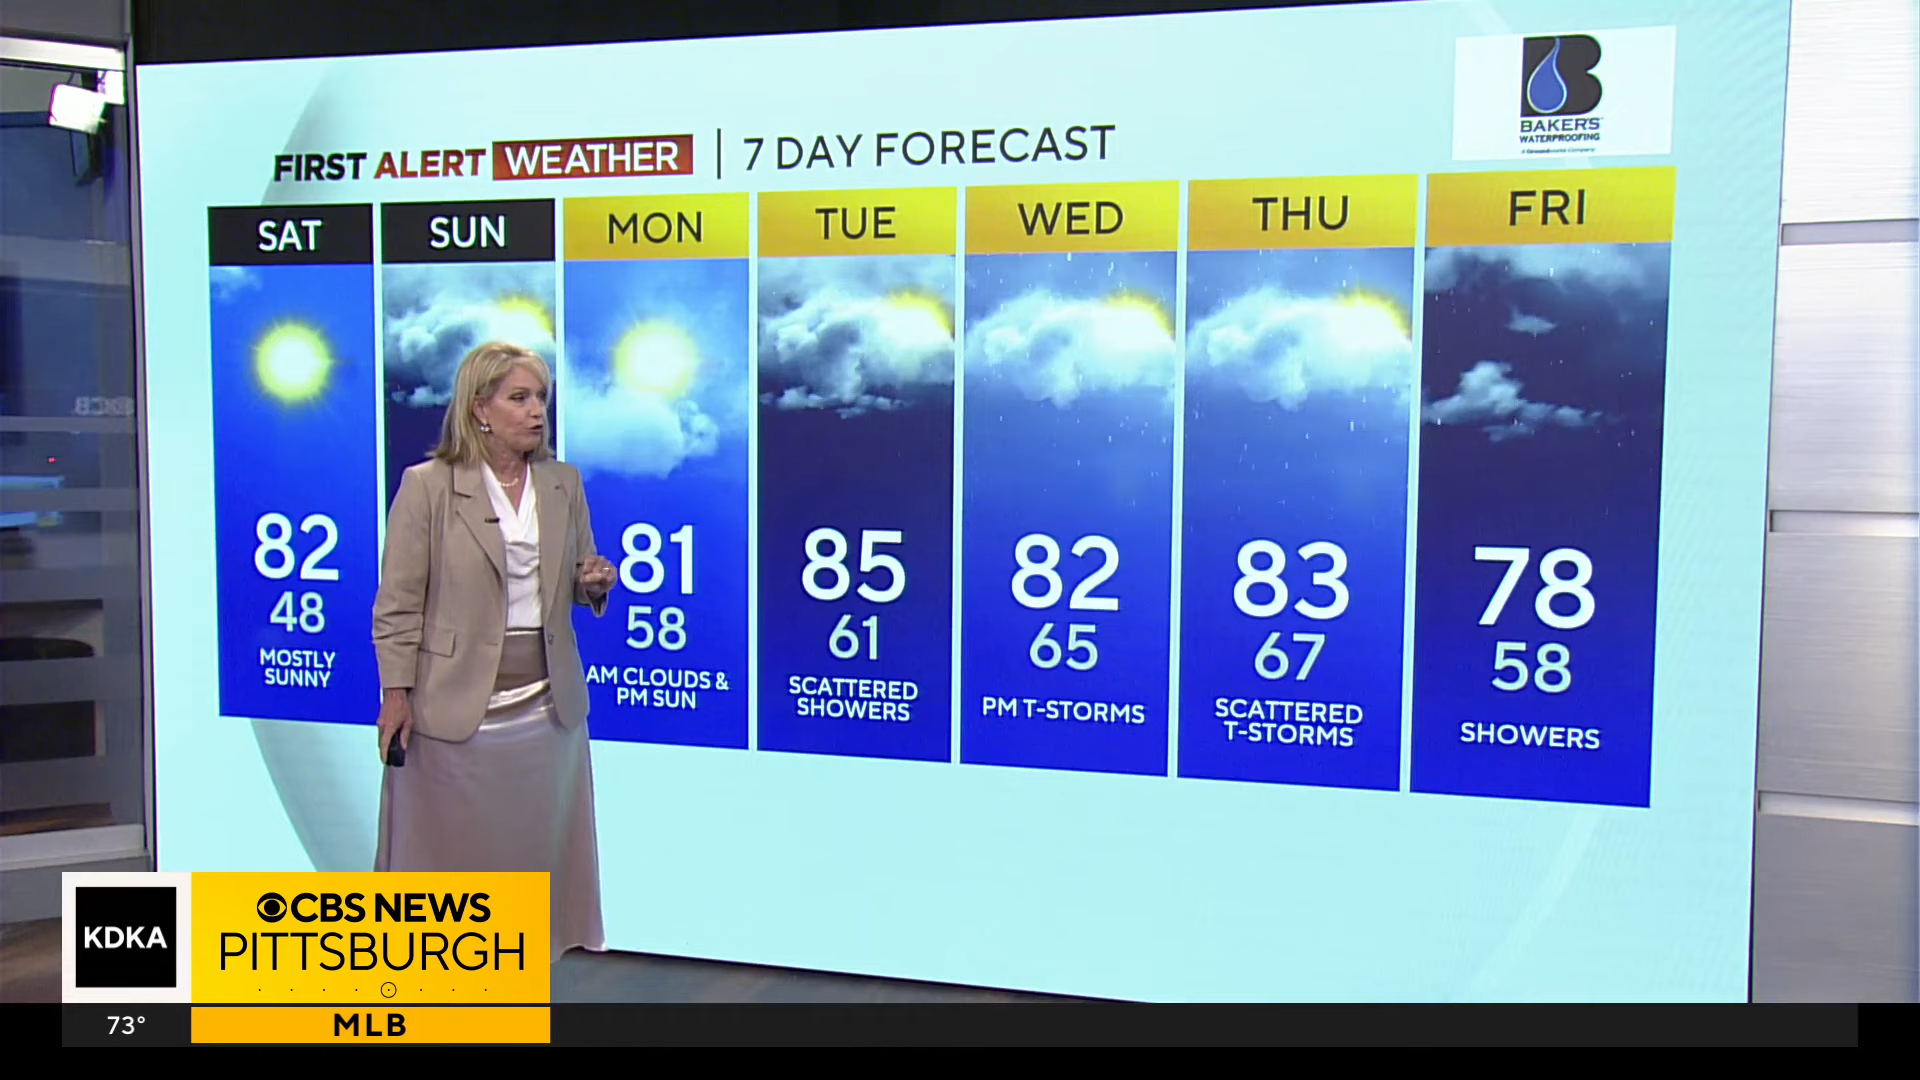 FIRST ALERT WEATHER | 7 DAY FORECAST
B
BAKER'S
WATERPROOFING
SAT
82
48
MOSTLY
SUNNY
SUN
MON
81
58
AM CLOUDS &
PM SUN
TUE
85
61
SCATTERED
SHOWERS
WED
82
65
PM T-STORMS
THU
83
67
SCATTERED
T-STORMS
FRI
78
58
SHOWERS
KDKA
CBS NEWS
PITTSBURGH
73°
MLB